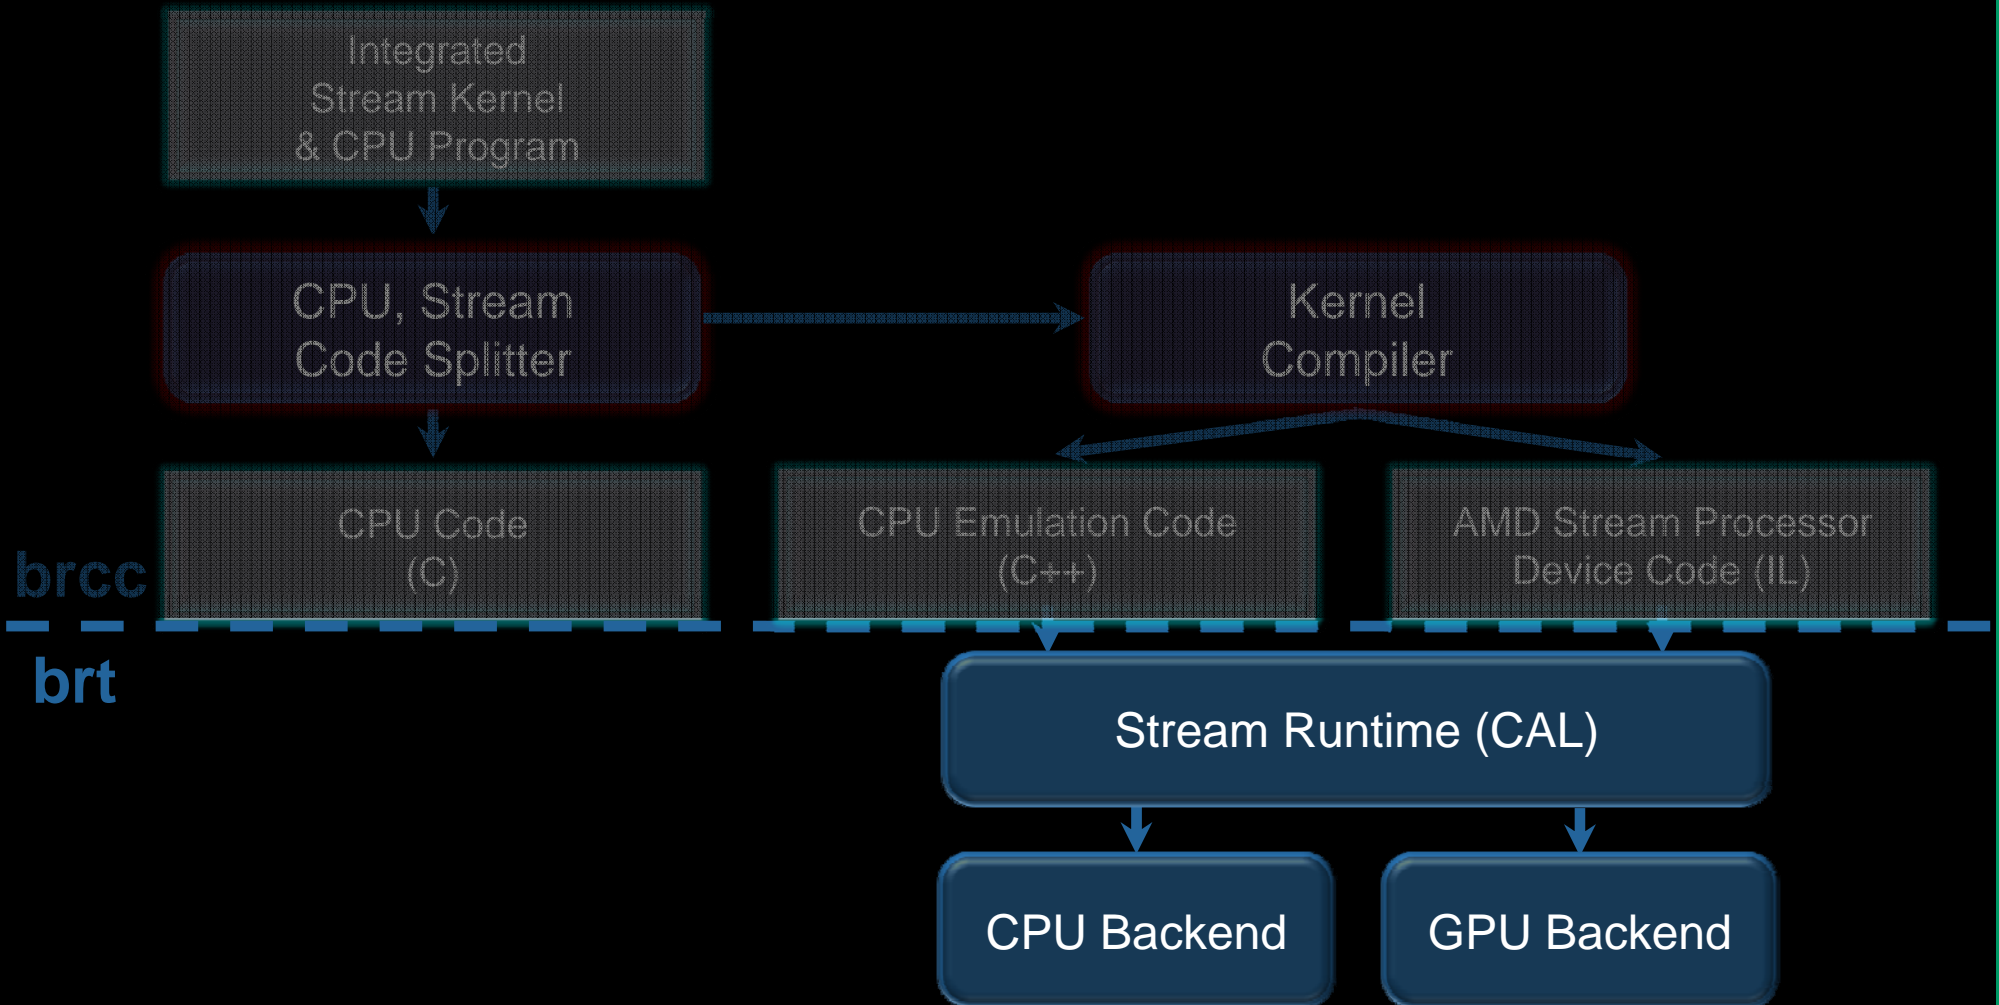 Integrated
Stream Kernel
& CPU Program
CPU, Stream
Code Splitter
Kernel
Compiler
CPU Code
(C)
CPU Emulation Code
(C++)
AMD Stream Processor
Device Code (IL)
brcc
brt
Stream Runtime (CAL)
CPU Backend
GPU Backend